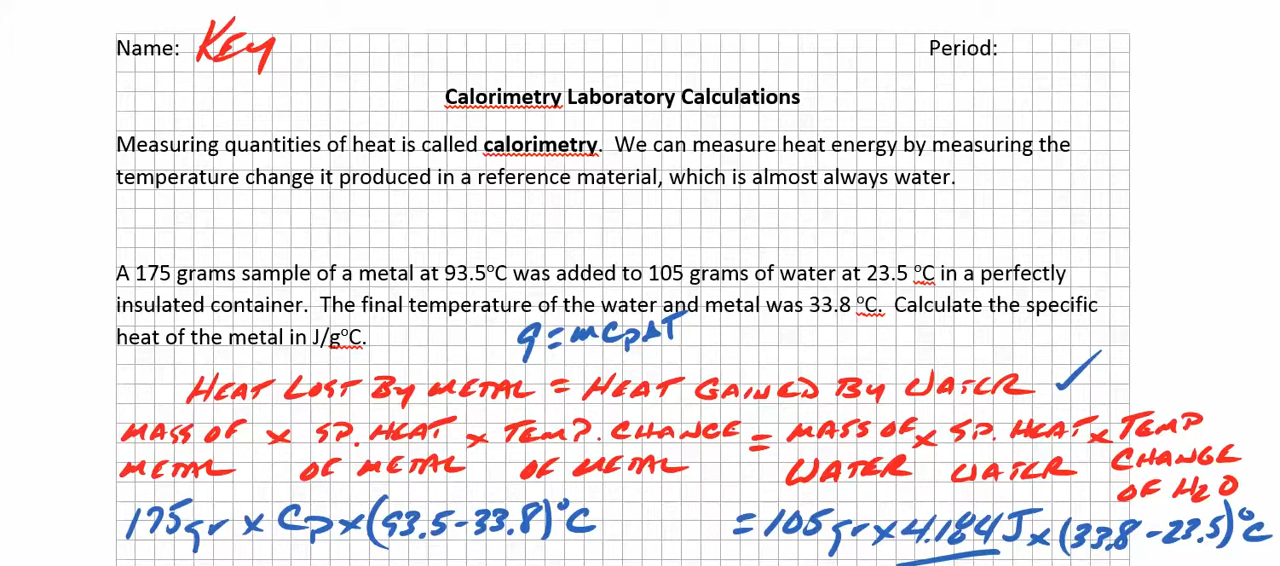 Name: KEY Period:
Calorimetry Laboratory Calculations
Measuring quantities of heat is called calorimetry. We can measure heat energy by measuring the
temperature change it produced in a reference material, which is almost always water.
A 175 grams sample of a metal at 93.5°C was added to 105 grams of water at 23.5 °C in a perfectly
insulated container. The final temperature of the water and metal was 33.8 °C. Calculate the specific
heat of the metal in J/g°C.
q = mCpΔT
HEAT LOST BY METAL = HEAT GAINED BY WATER ✓
MASS OF METAL × SP. HEAT OF METAL × TEMP. CHANGE OF METAL = MASS OF WATER × SP. HEAT WATER × TEMP CHANGE OF H2O
175gr × Cp × (93.5-33.8)°C = 105gr × 4.184 J × (33.8-23.5)°C